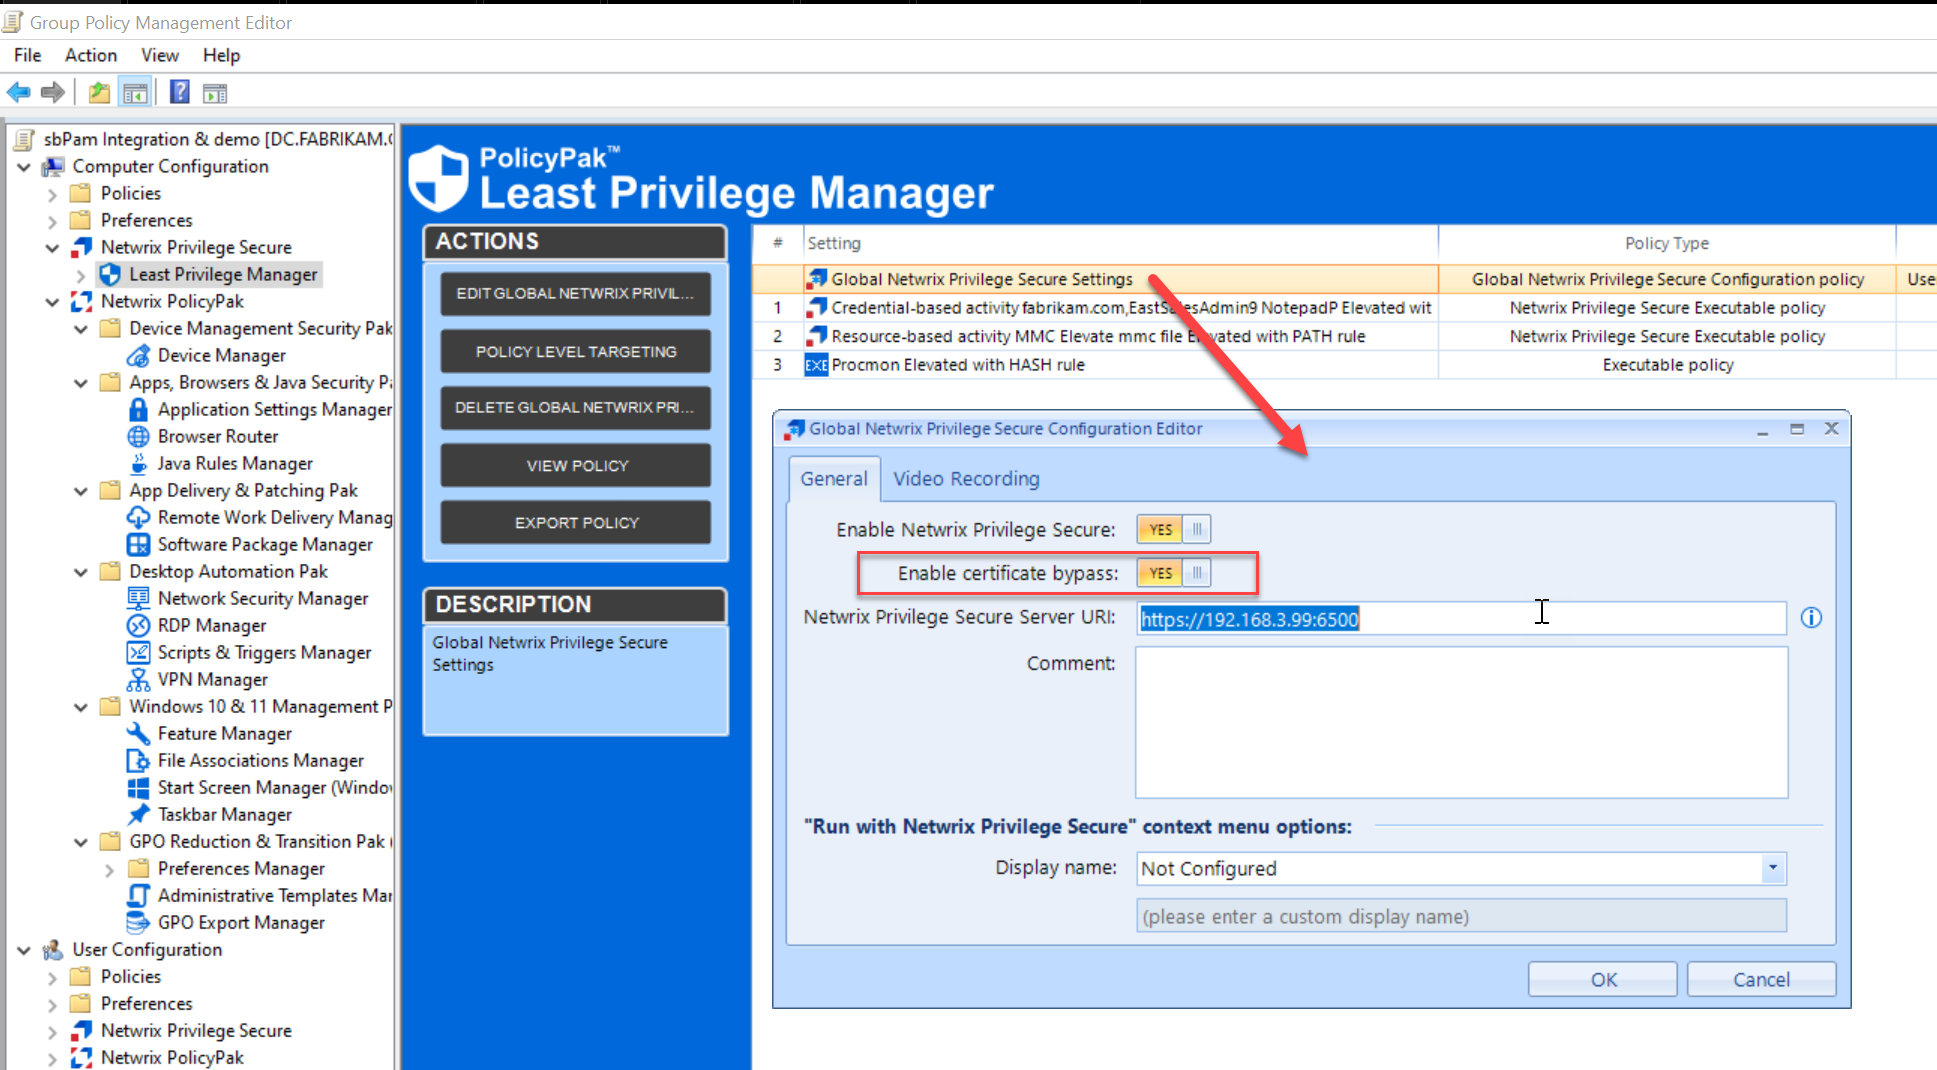 Group Policy Management Editor
File Action View Help
sbPam Integration & demo [DC.FABRIKAM.
Computer Configuration
Policies
Preferences
Netwrix Privilege Secure
Least Privilege Manager
Netwrix PolicyPak
Device Management Security Pak
Device Manager
Apps, Browsers & Java Security P
Application Settings Manager
Browser Router
Java Rules Manager
App Delivery & Patching Pak
Remote Work Delivery Manag
Software Package Manager
Desktop Automation Pak
Network Security Manager
RDP Manager
Scripts & Triggers Manager
VPN Manager
Windows 10 & 11 Management P
Feature Manager
File Associations Manager
Start Screen Manager (Windo
Taskbar Manager
GPO Reduction & Transition Pak
Preferences Manager
Administrative Templates Mar
GPO Export Manager
User Configuration
Policies
Preferences
Netwrix Privilege Secure
Netwrix PolicyPak
PolicyPak™
Least Privilege Manager
ACTIONS
EDIT GLOBAL NETWRIX PRIVIL...
POLICY LEVEL TARGETING
DELETE GLOBAL NETWRIX PRI...
VIEW POLICY
EXPORT POLICY
DESCRIPTION
Global Netwrix Privilege Secure
Settings
# Setting Policy Type
Global Netwrix Privilege Secure Settings Global Netwrix Privilege Secure Configuration policy Use
1 Credential-based activity fabrikam.com,EastSalesAdmin9 NotepadP Elevated wit Netwrix Privilege Secure Executable policy
2 Resource-based activity MMC Elevate mmc file Elevated with PATH rule Netwrix Privilege Secure Executable policy
3 EXE Procmon Elevated with HASH rule Executable policy
Global Netwrix Privilege Secure Configuration Editor
General Video Recording
Enable Netwrix Privilege Secure: YES
Enable certificate bypass: YES
Netwrix Privilege Secure Server URI: https://192.168.3.99:6500
Comment:
"Run with Netwrix Privilege Secure" context menu options:
Display name: Not Configured
(please enter a custom display name)
OK Cancel